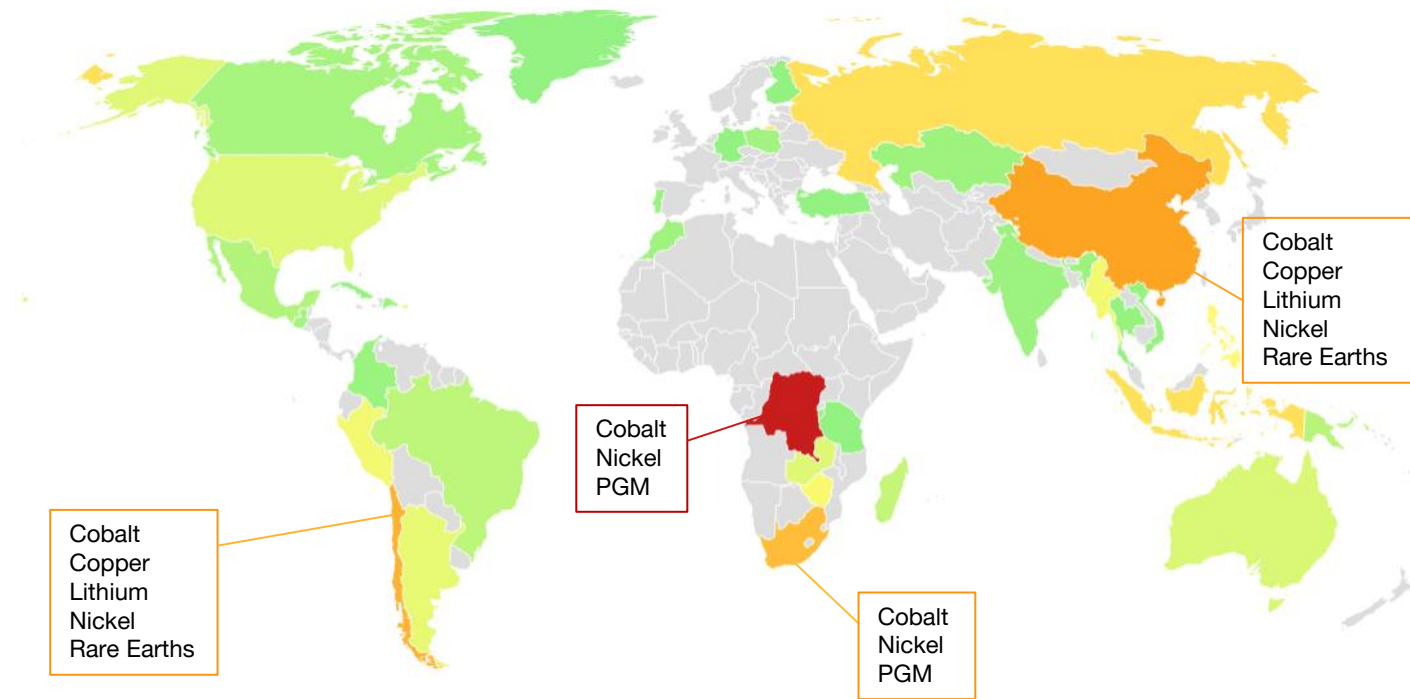 Cobalt
Copper
Lithium
Nickel
Rare Earths
Cobalt
Nickel
PGM
Cobalt
Copper
Lithium
Nickel
Rare Earths
Cobalt
Nickel
PGM